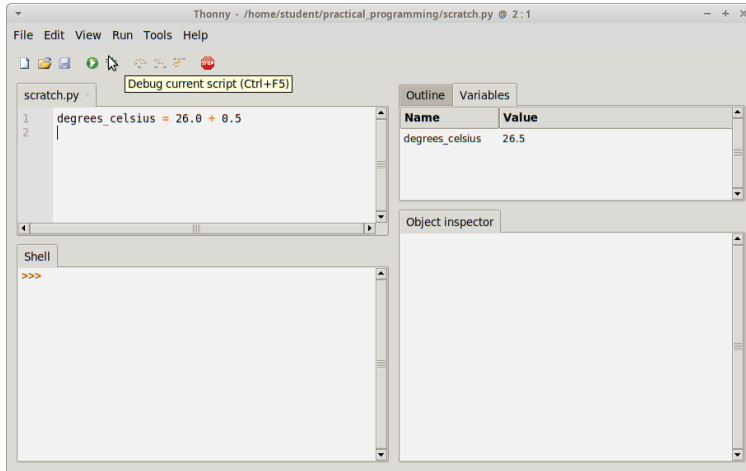 Thonny - /home/student/practical_programming/scratch.py @ 2:1
File Edit View Run Tools Help
STOP
Debug current script (Ctrl+F5)
scratch.py
1 degrees_celsius = 26.0 + 0.5
2
Shell
>>>
Outline Variables
Name Value
degrees_celsius 26.5
Object inspector